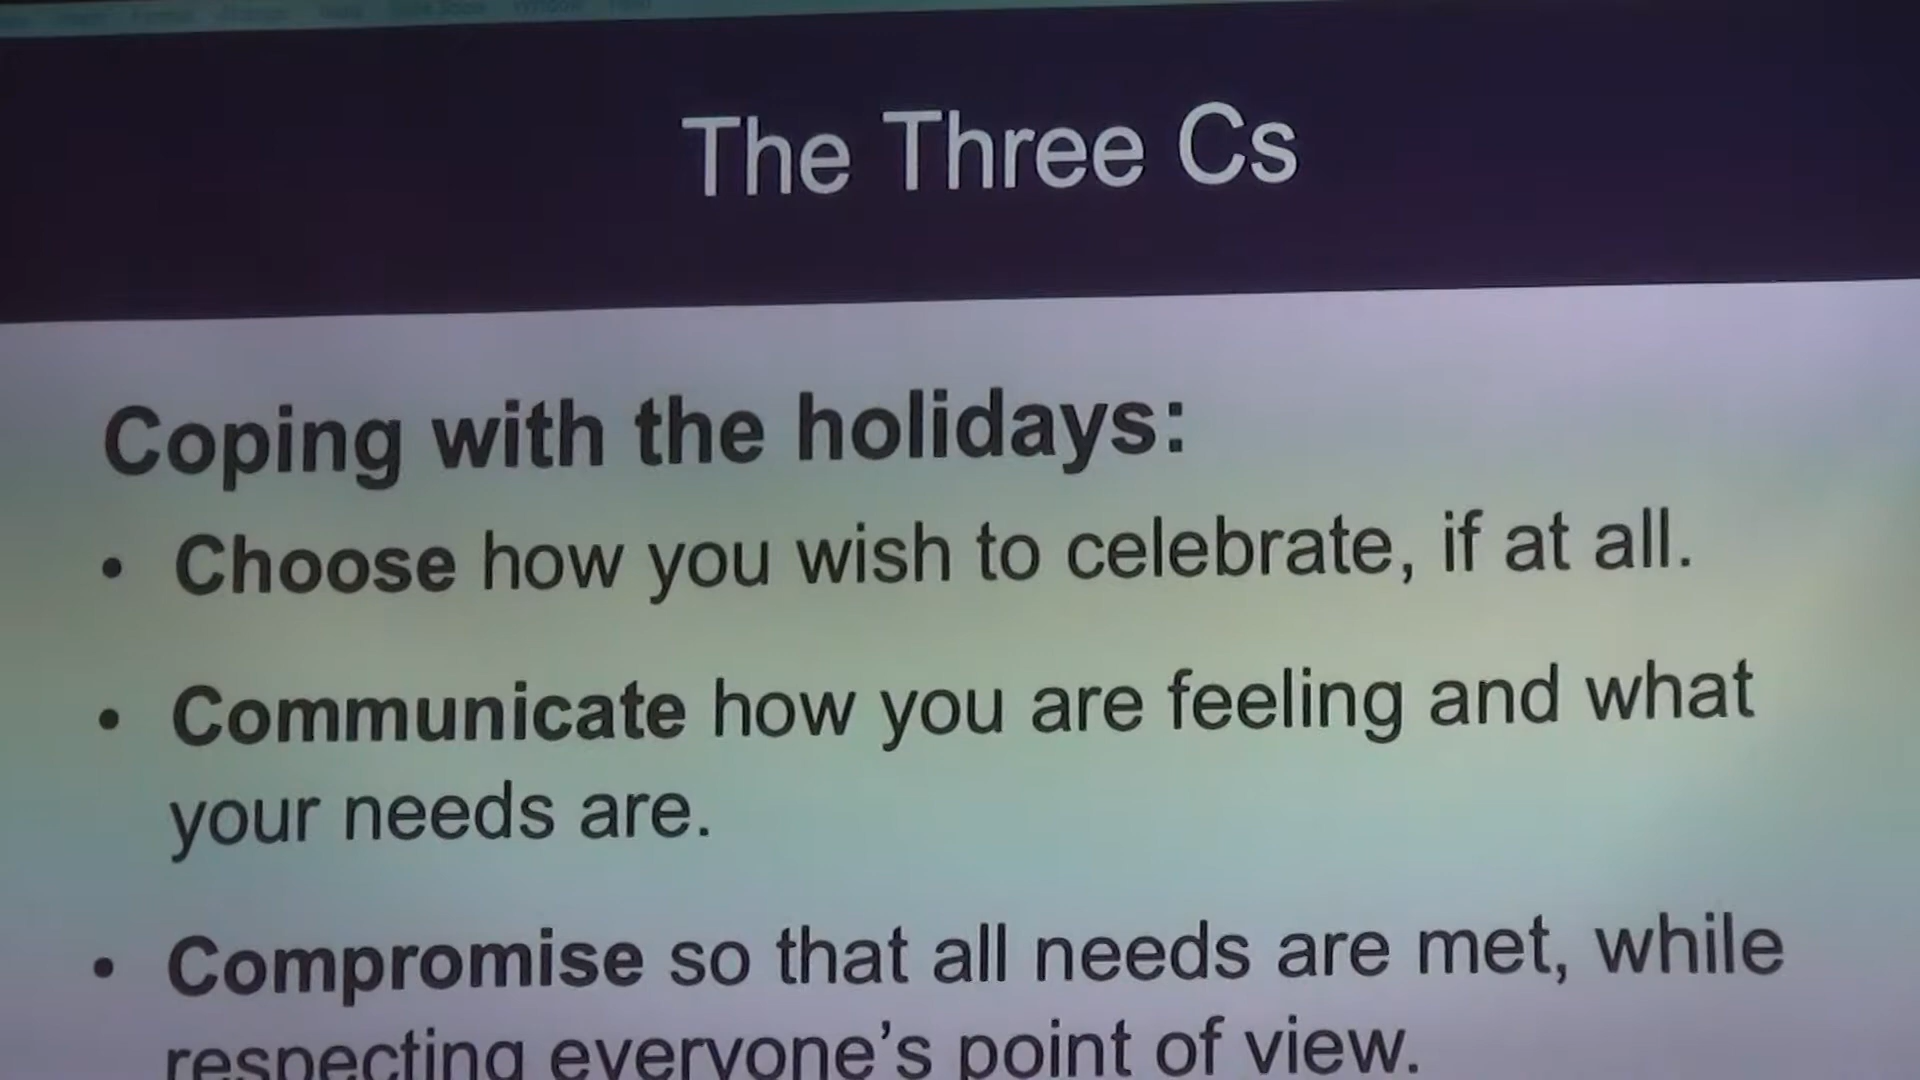 The Three Cs
Coping with the holidays:
• Choose how you wish to celebrate, if at all.
• Communicate how you are feeling and what
your needs are.
• Compromise so that all needs are met, while
respecting everyone's point of view.